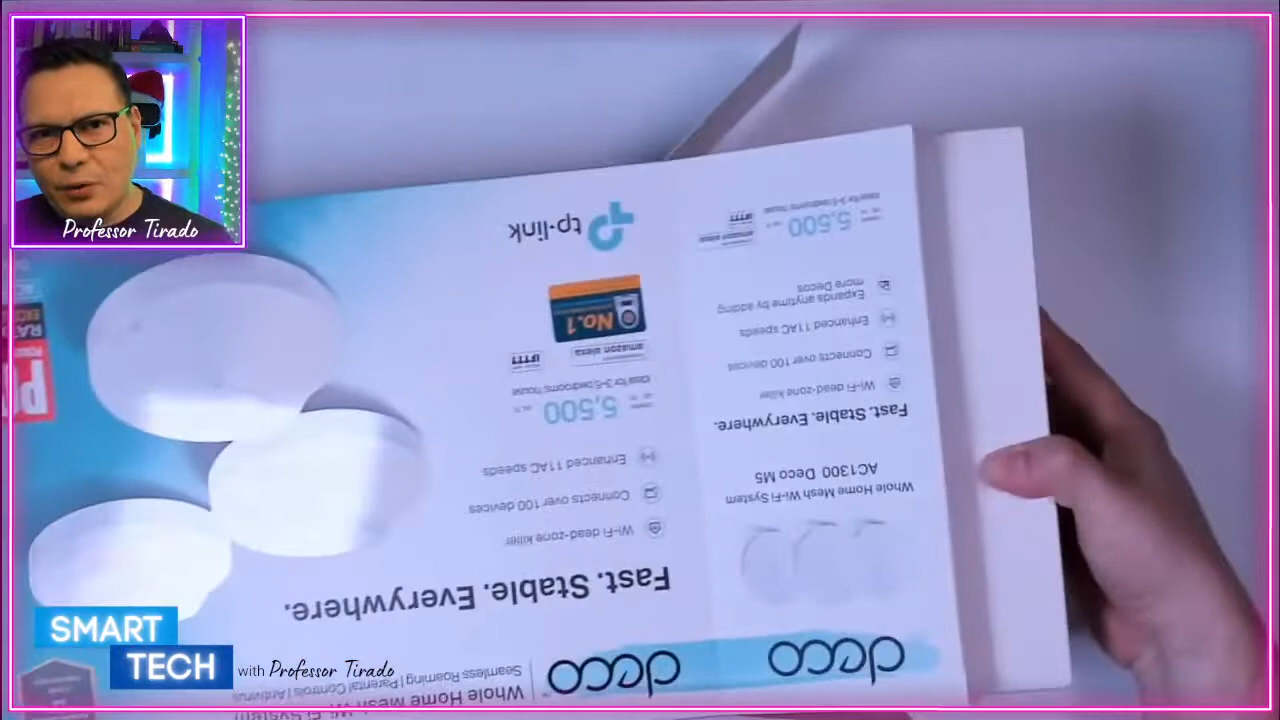 Professor Tirado
SMART
TECH
with Professor Tirado
deco
Whole Home Mesh Wi-Fi System
Seamless Roaming | Parental Controls | Antivirus
Fast. Stable. Everywhere.
Wi-Fi dead-zone killer
Connects over 100 devices
Enhanced 11AC speeds
5,500
Ideal for 3-5 bedrooms house
amazon alexa
IFTTT
No.1
tp-link
deco
Whole Home Mesh Wi-Fi System
AC1300 Deco M5
Fast. Stable. Everywhere.
Wi-Fi dead-zone killer
Connects over 100 devices
Enhanced 11AC speeds
Expands anytime by adding
more Decos
5,500
Ideal for 3-5 bedrooms house
amazon alexa
IFTTT